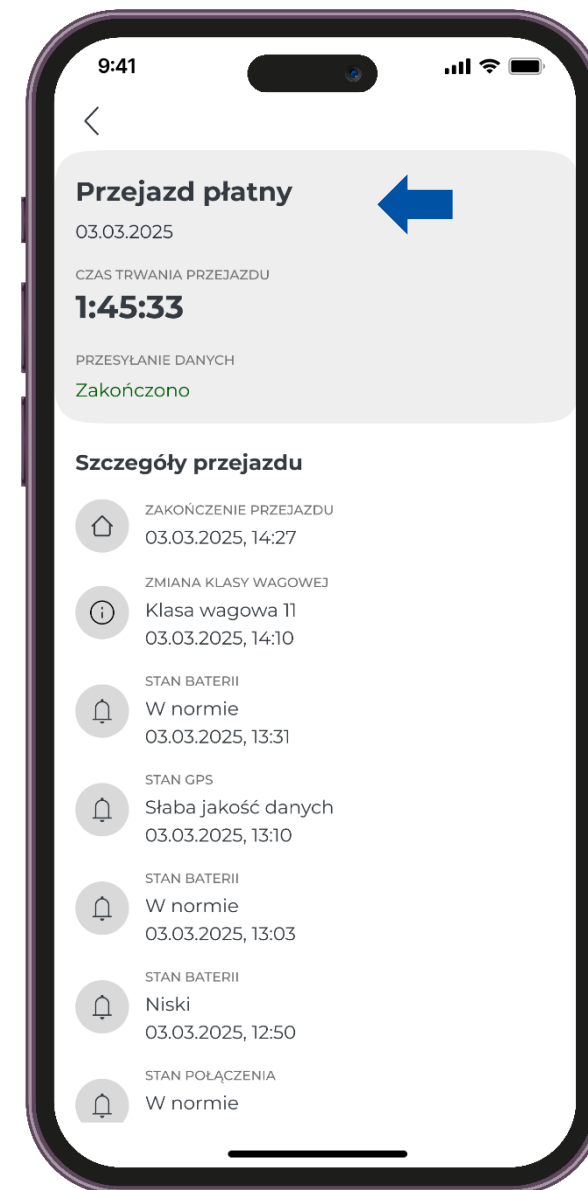 9:41
Przejazd płatny
03.03.2025
CZAS TRWANIA PRZEJAZDU
1:45:33
PRZESYŁANIE DANYCH
Zakończono
Szczegóły przejazdu
ZAKOŃCZENIE PRZEJAZDU
03.03.2025, 14:27
ZMIANA KLASY WAGOWEJ
Klasa wagowa 11
03.03.2025, 14:10
STAN BATERII
W normie
03.03.2025, 13:31
STAN GPS
Słaba jakość danych
03.03.2025, 13:10
STAN BATERII
W normie
03.03.2025, 13:03
STAN BATERII
Niski
03.03.2025, 12:50
STAN POŁĄCZENIA
W normie